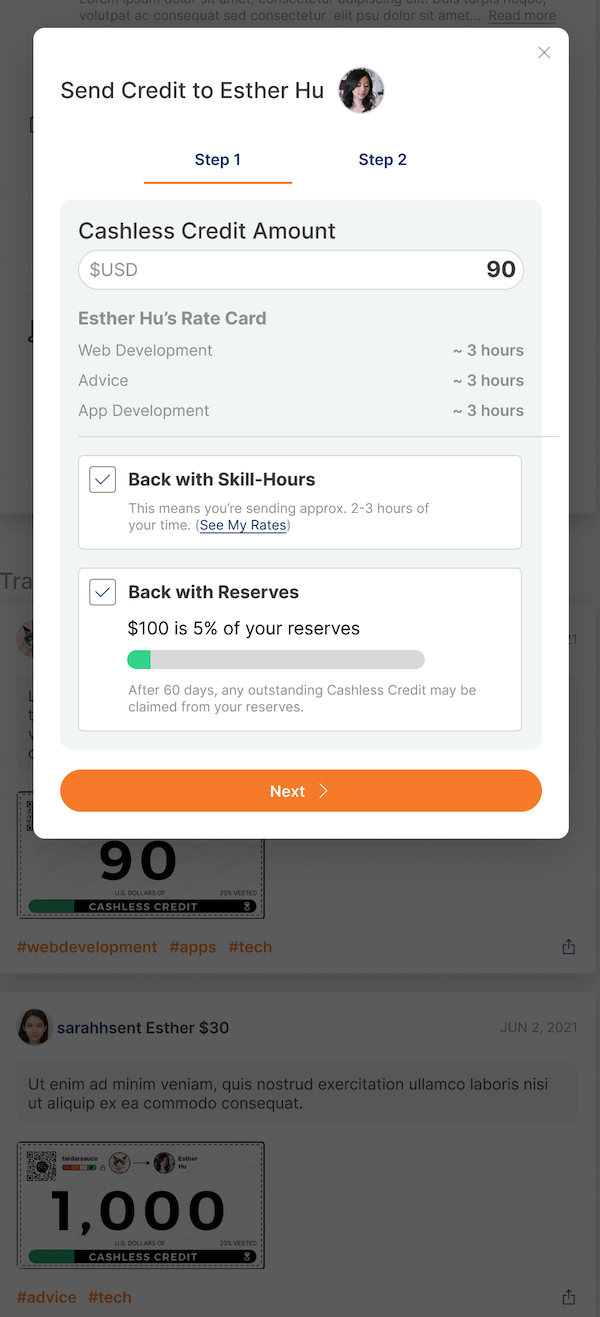 Lorem ipsum dolor sit amet, consectetur adipiscing elit. Duis turpis neque,
volutpat ac consequat sed consectetur elit psu dolor sit amet... Read more
Send Credit to Esther Hu
Step 1 Step 2
Cashless Credit Amount
$USD 90
Esther Hu’s Rate Card
Web Development ~ 3 hours
Advice ~ 3 hours
App Development ~ 3 hours
Back with Skill-Hours
This means you’re sending approx. 2-3 hours of
your time. (See My Rates)
Back with Reserves
$100 is 5% of your reserves
After 60 days, any outstanding Cashless Credit may be
claimed from your reserves.
Next
Tra
90
U.S. DOLLARS OF 20% VESTED
CASHLESS CREDIT
#webdevelopment #apps #tech
sarahhsent Esther $30 JUN 2, 2021
Ut enim ad minim veniam, quis nostrud exercitation ullamco laboris nisi
ut aliquip ex ea commodo consequat.
tardarsauce Esther
Hu
1,000
U.S. DOLLARS OF 20% VESTED
CASHLESS CREDIT
#advice #tech